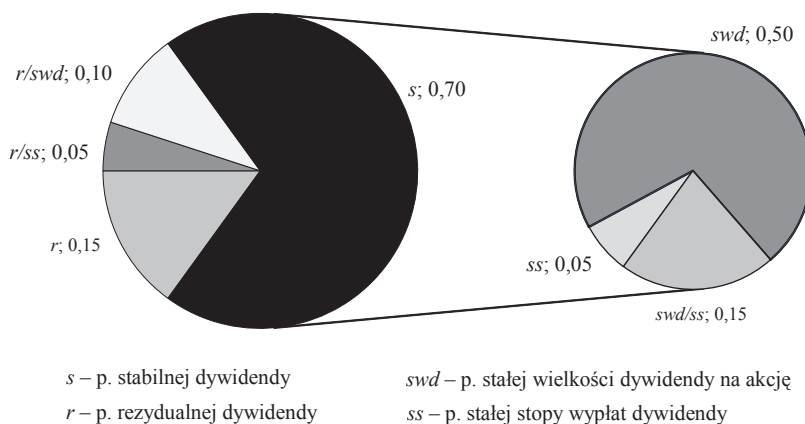 swd; 0,50
r/swd; 0,10
s; 0,70
r/ss; 0,05
r; 0,15
ss; 0,05
swd/ss; 0,15
s – p. stabilnej dywidendy
swd – p. stałej wielkości dywidendy na akcję
r – p. rezydualnej dywidendy
ss – p. stałej stopy wypłat dywidendy